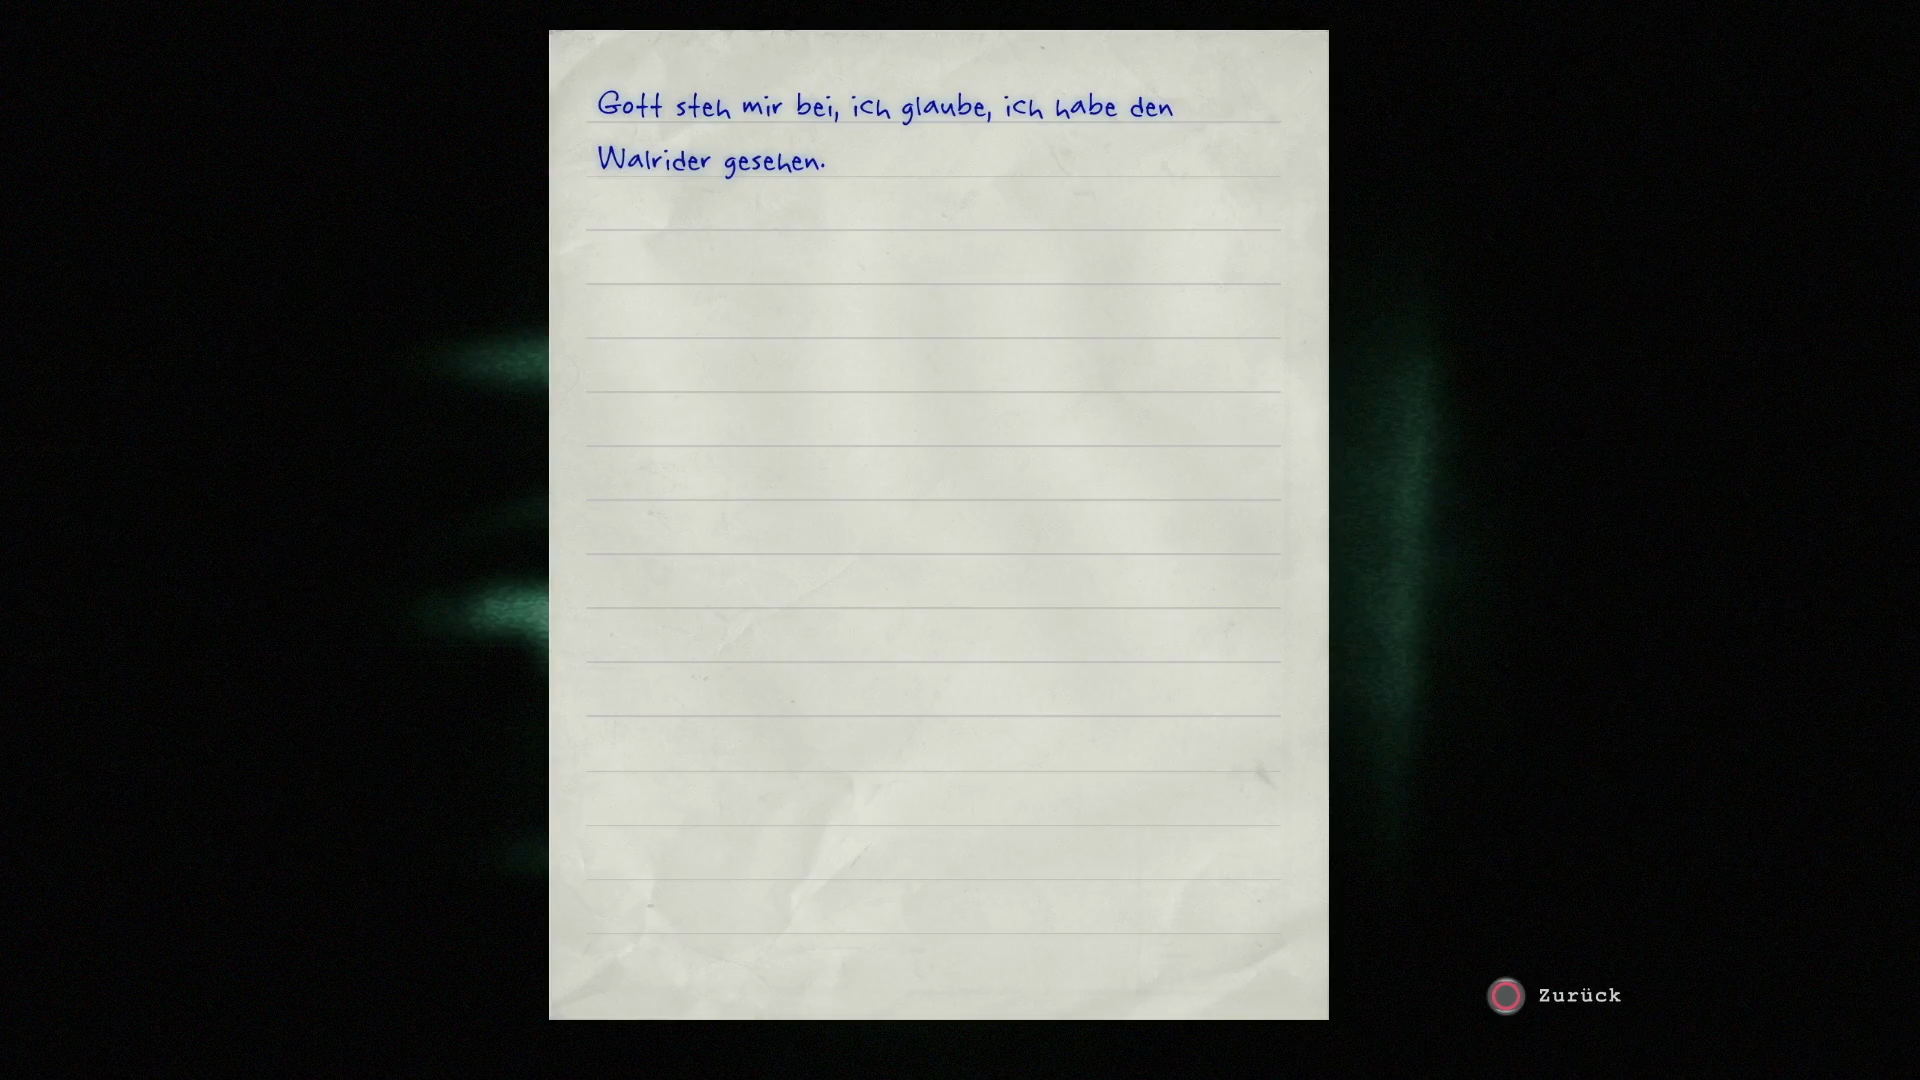 Gott steh mir bei, ich glaube, ich habe den
Walrider gesehen.
Zurück